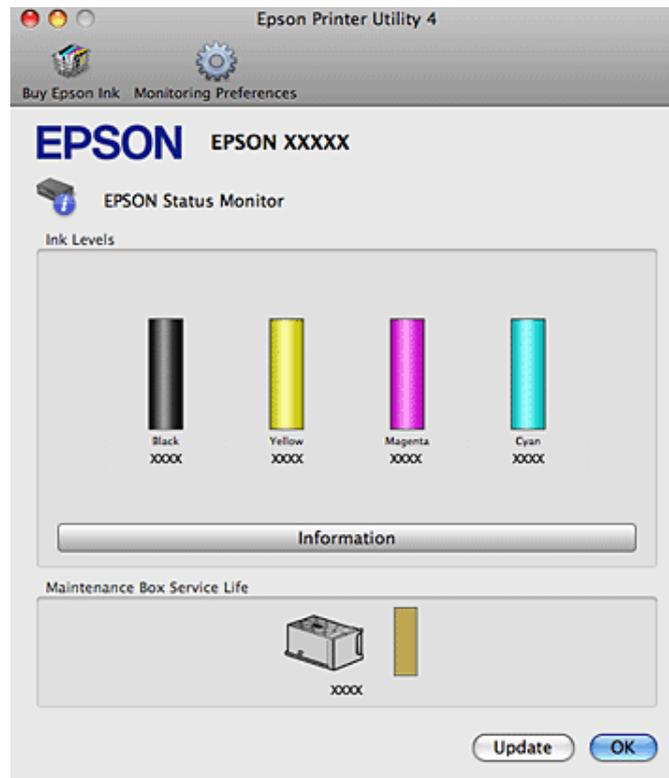 Epson Printer Utility 4
Buy Epson Ink Monitoring Preferences
EPSON EPSON XXXXX
EPSON Status Monitor
Ink Levels
Black Yellow Magenta Cyan
XXXX XXXX XXXX XXXX
Information
Maintenance Box Service Life
XXXX
Update OK